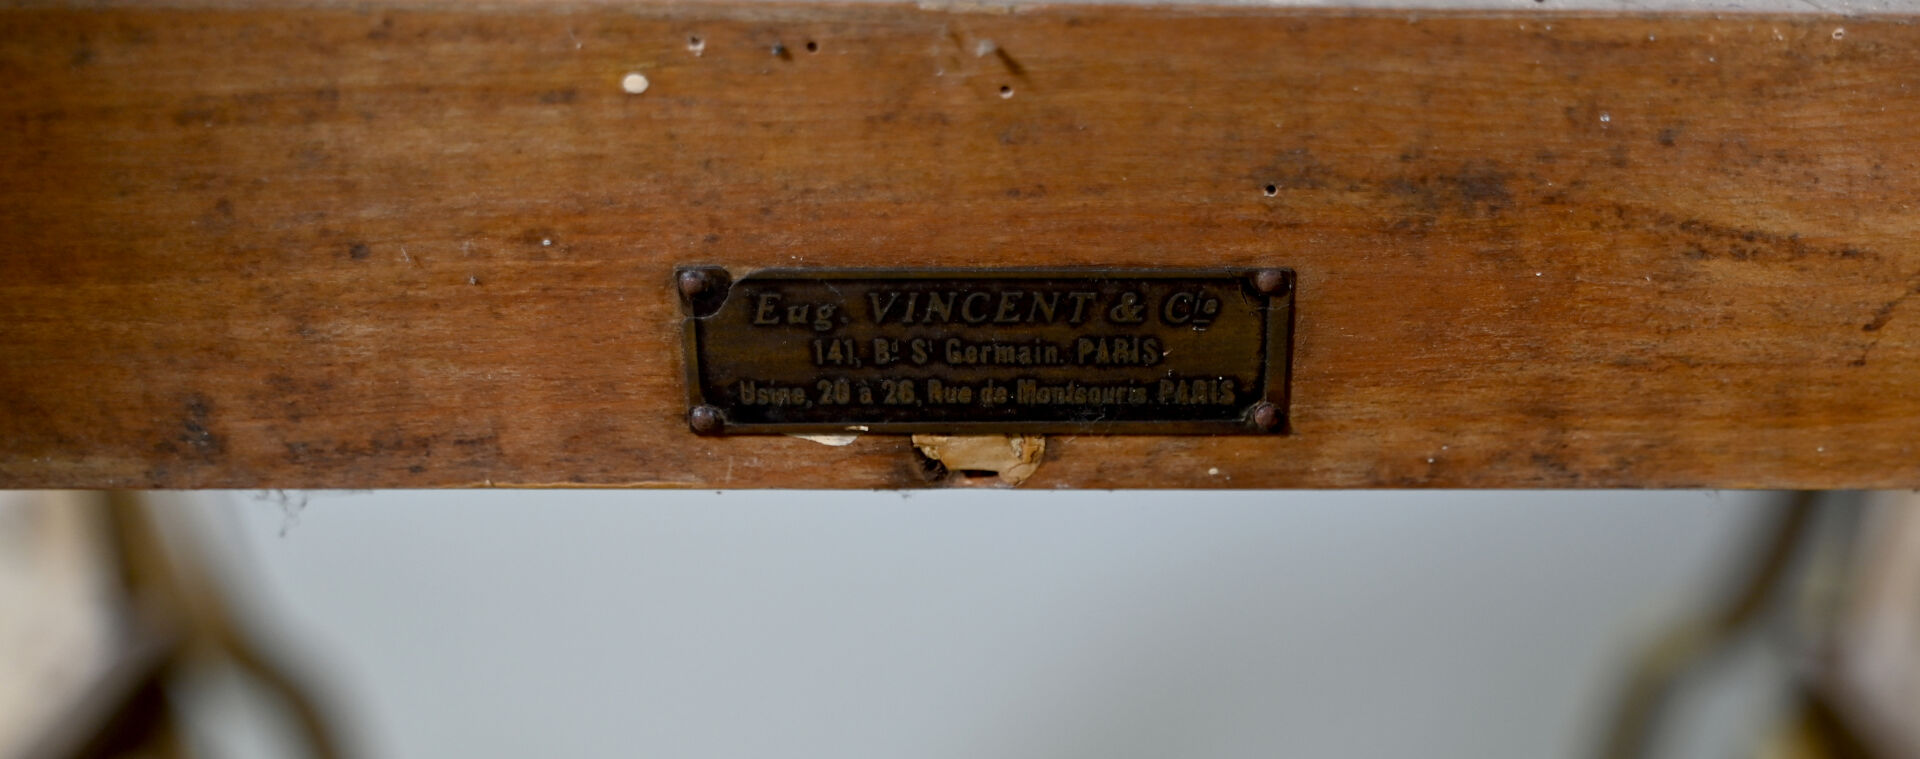 Eug. VINCENT & Cie
141, Bd St Germain. PARIS
Usine, 20 à 26, Rue de Montsouris. PARIS